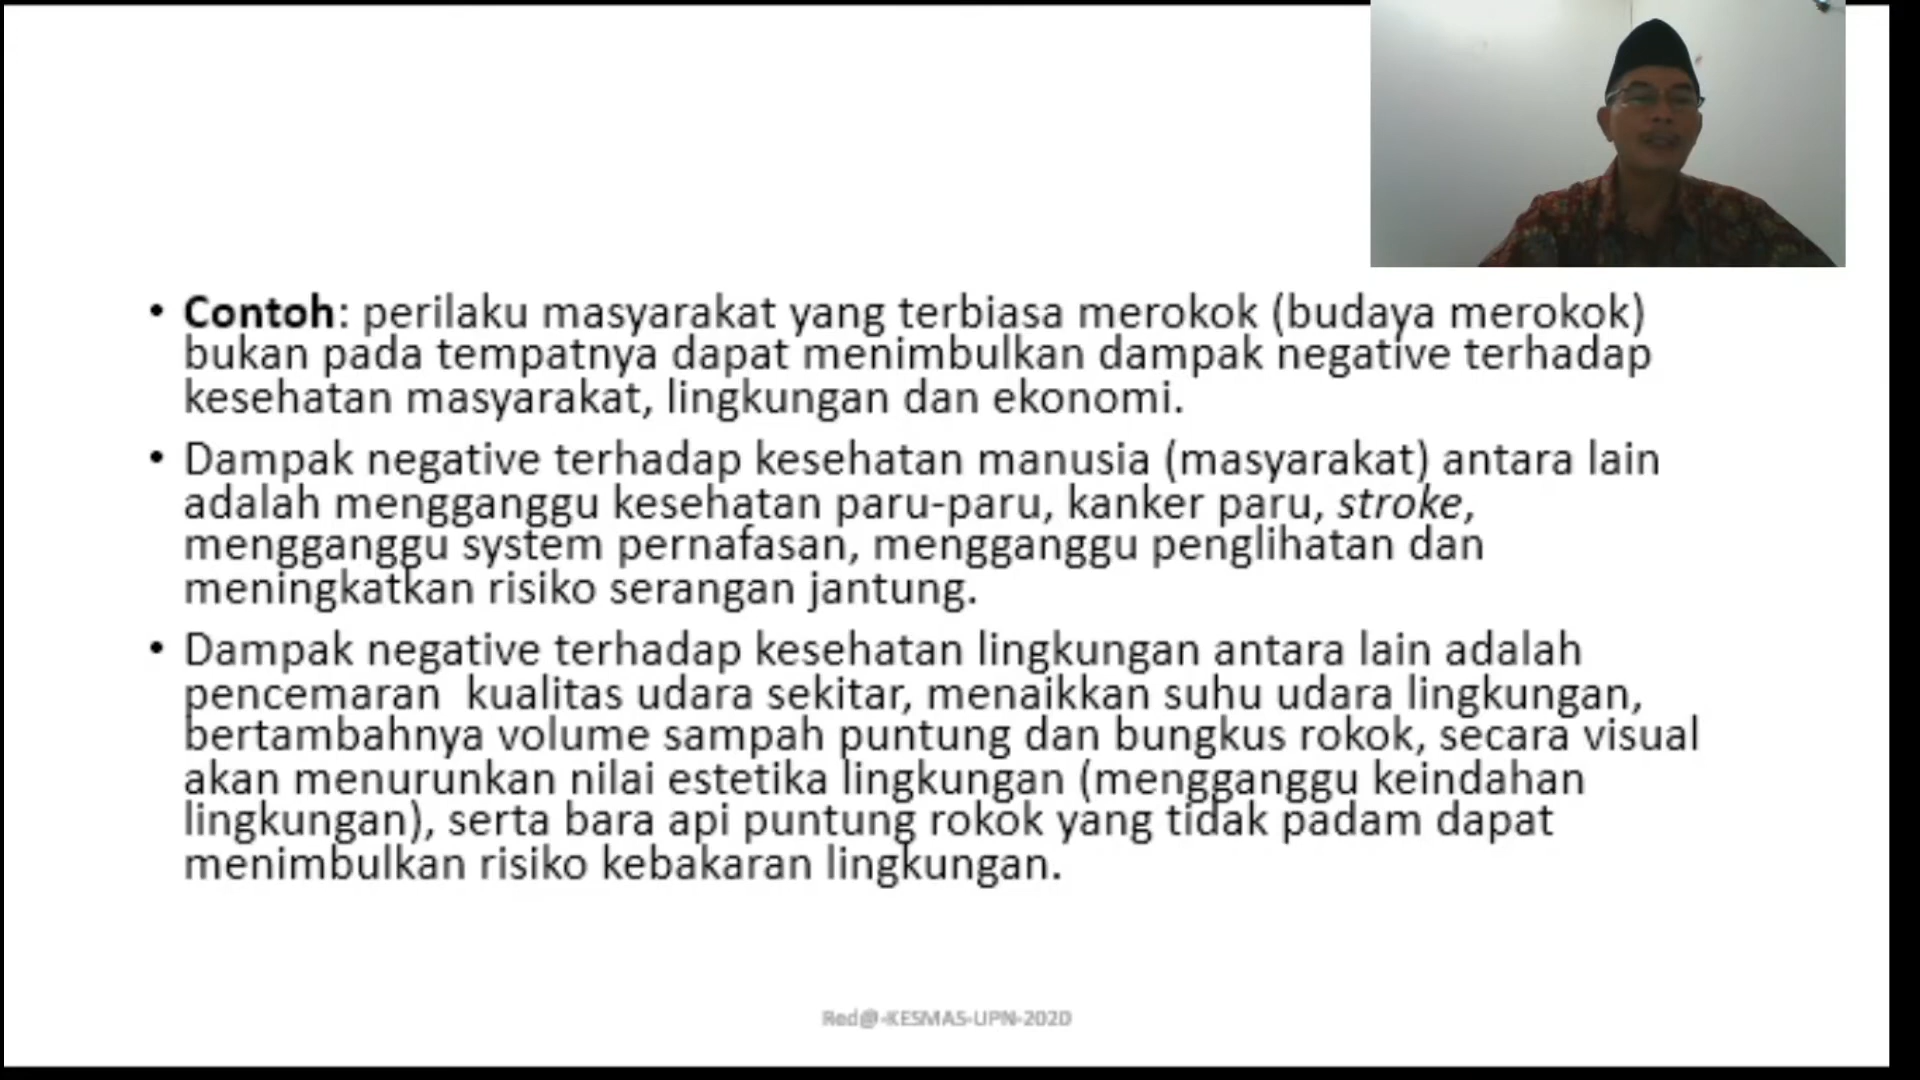 • Contoh: perilaku masyarakat yang terbiasa merokok (budaya merokok)
bukan pada tempatnya dapat menimbulkan dampak negative terhadap
kesehatan masyarakat, lingkungan dan ekonomi.
• Dampak negative terhadap kesehatan manusia (masyarakat) antara lain
adalah mengganggu kesehatan paru-paru, kanker paru, stroke,
mengganggu system pernafasan, mengganggu penglihatan dan
meningkatkan risiko serangan jantung.
• Dampak negative terhadap kesehatan lingkungan antara lain adalah
pencemaran  kualitas udara sekitar, menaikkan suhu udara lingkungan,
bertambahnya volume sampah puntung dan bungkus rokok, secara visual
akan menurunkan nilai estetika lingkungan (mengganggu keindahan
lingkungan), serta bara api puntung rokok yang tidak padam dapat
menimbulkan risiko kebakaran lingkungan.
Red@-KESMAS-UPN-2020